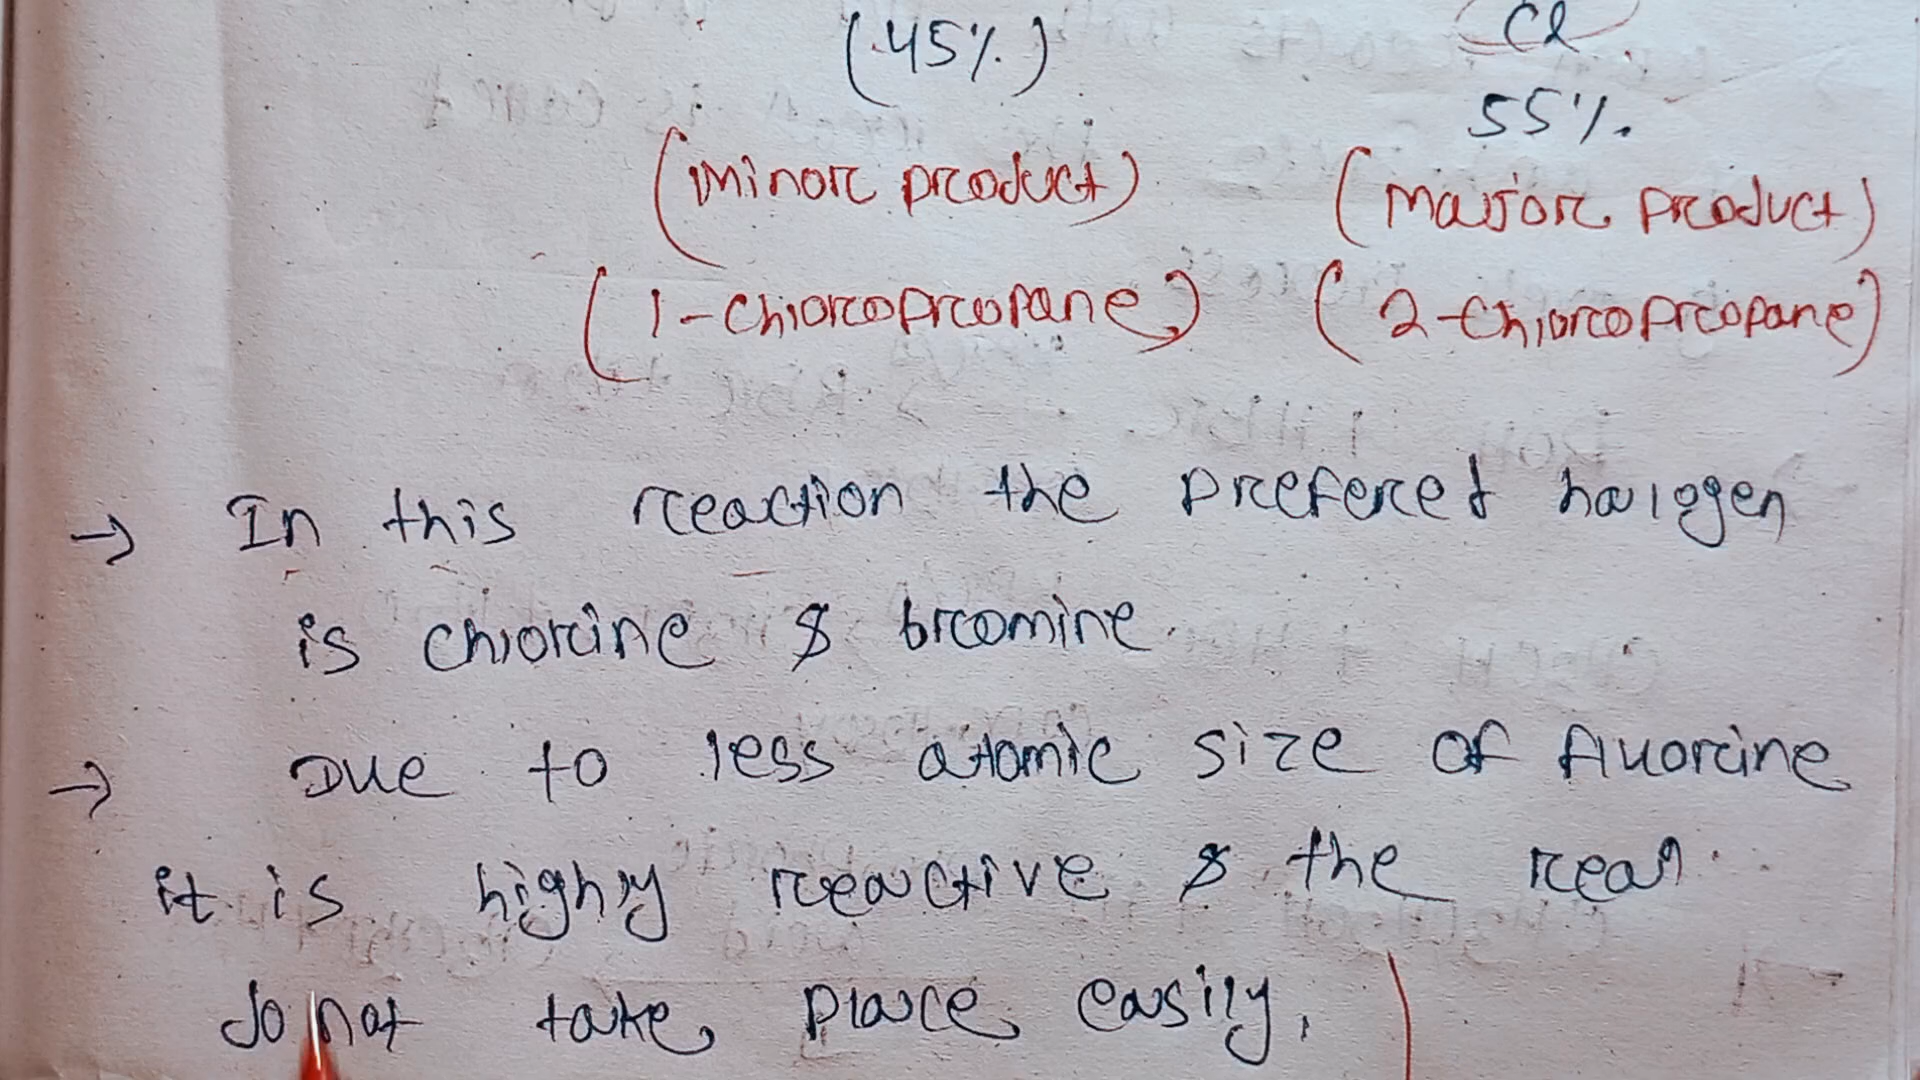 (45%) Cl
55%.
(Minor product) (Major product)
(1-Chloropropane) (2-Chloropropane)
→ In this reaction the prefered halogen
is chlorine & bromine.
→ Due to less atomic size of fluorine
it is highly reactive & the rean
do not take place easily.